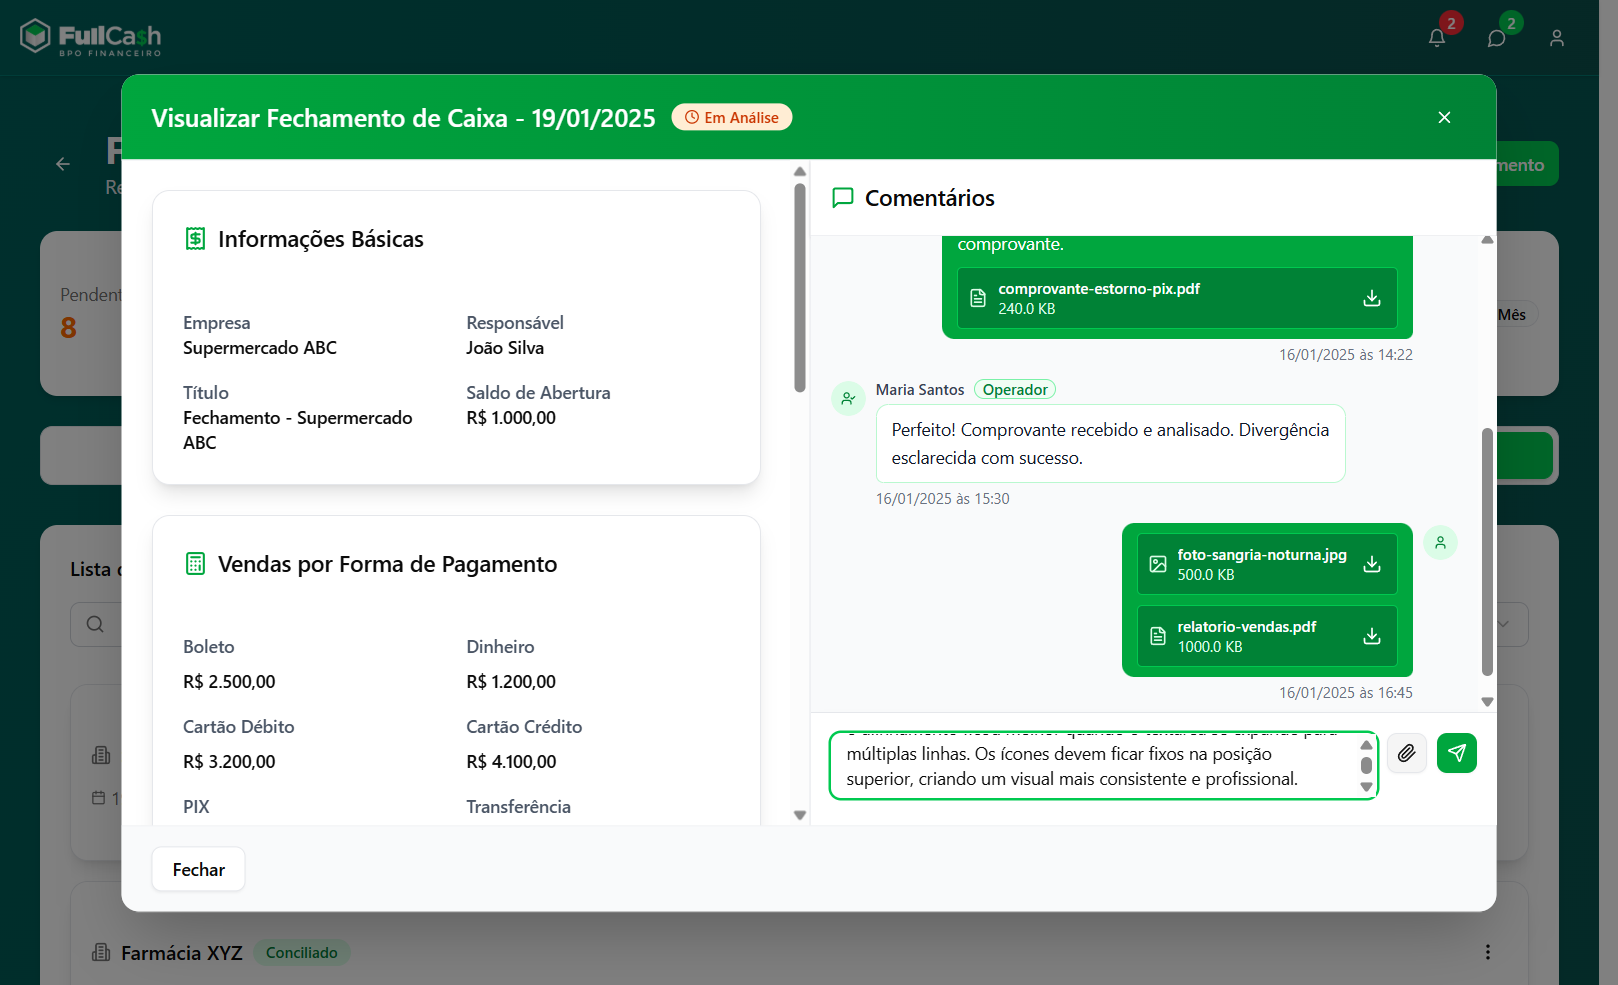 FullCa$h
BPO FINANCEIRO
2
2
Visualizar Fechamento de Caixa - 19/01/2025
Em Análise
F
Re
mento
Informações Básicas
Empresa
Supermercado ABC
Responsável
João Silva
Título
Fechamento - Supermercado
ABC
Saldo de Abertura
R$ 1.000,00
Vendas por Forma de Pagamento
Boleto
R$ 2.500,00
Dinheiro
R$ 1.200,00
Cartão Débito
R$ 3.200,00
Cartão Crédito
R$ 4.100,00
PIX
Transferência
Comentários
comprovante.
comprovante-estorno-pix.pdf
240.0 KB
16/01/2025 às 14:22
Maria Santos
Operador
Perfeito! Comprovante recebido e analisado. Divergência
esclarecida com sucesso.
16/01/2025 às 15:30
foto-sangria-noturna.jpg
500.0 KB
relatorio-vendas.pdf
1000.0 KB
16/01/2025 às 16:45
múltiplas linhas. Os ícones devem ficar fixos na posição
superior, criando um visual mais consistente e profissional.
Fechar
Pendent
8
Mês
Lista
1
Farmácia XYZ
Conciliado